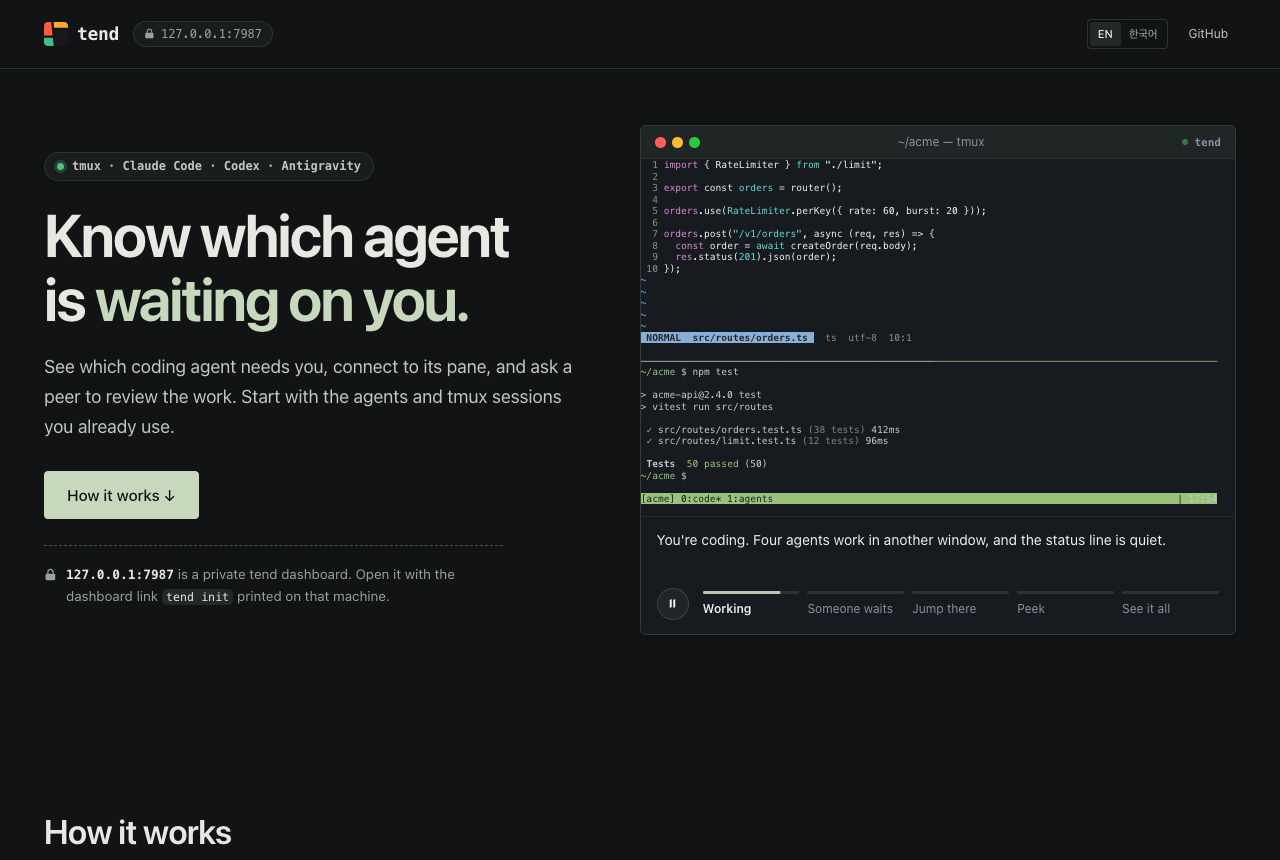 tend
127.0.0.1:7987
EN
한국어
GitHub
tmux · Claude Code · Codex · Antigravity
Know which agent
is waiting on you.
See which coding agent needs you, connect to its pane, and ask a
peer to review the work. Start with the agents and tmux sessions
you already use.
How it works ↓
127.0.0.1:7987 is a private tend dashboard. Open it with the
dashboard link tend init printed on that machine.
~/acme — tmux
tend
1 import { RateLimiter } from "./limit";
2
3 export const orders = router();
4
5 orders.use(RateLimiter.perKey({ rate: 60, burst: 20 }));
6
7 orders.post("/v1/orders", async (req, res) => {
8   const order = await createOrder(req.body);
9   res.status(201).json(order);
10 });
~
~
~
~
~
NORMAL  src/routes/orders.ts   ts  utf-8  10:1
~/acme $ npm test
> acme-api@2.4.0 test
> vitest run src/routes
✓ src/routes/orders.test.ts (38 tests) 412ms
✓ src/routes/limit.test.ts (12 tests) 96ms
Tests  50 passed (50)
~/acme $
[acme] 0:code* 1:agents | 17:54
You're coding. Four agents work in another window, and the status line is quiet.
Working
Someone waits
Jump there
Peek
See it all
How it works